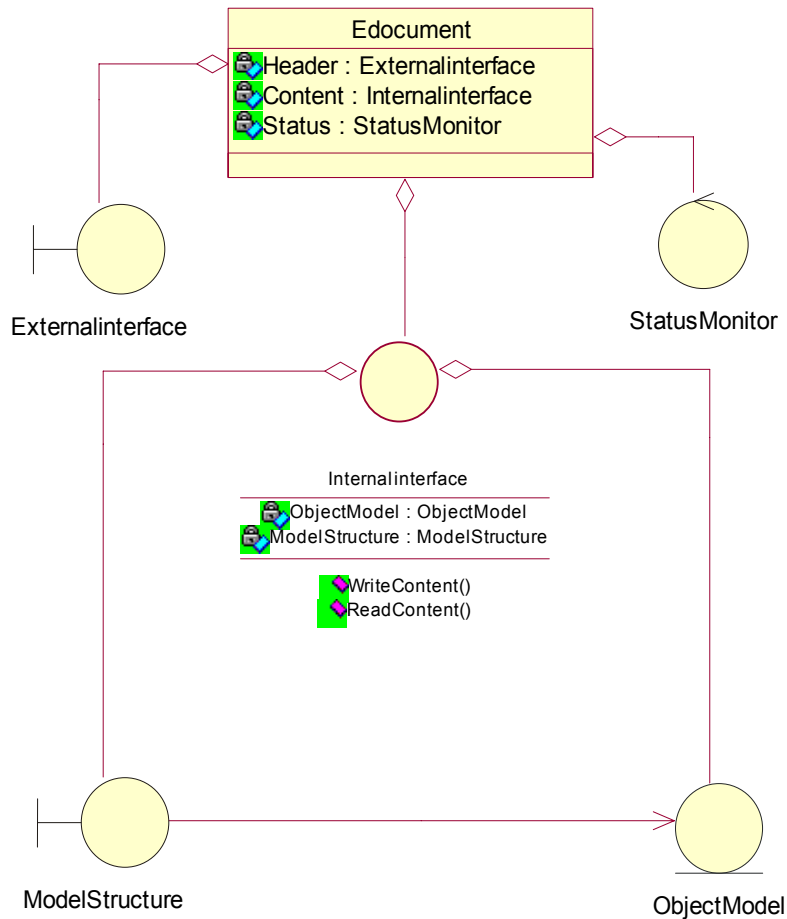 Edocument
Header : Externalinterface
Content : Internalinterface
Status : StatusMonitor
Externalinterface
StatusMonitor
Internalinterface
ObjectModel : ObjectModel
ModelStructure : ModelStructure
WriteContent()
ReadContent()
ModelStructure
ObjectModel